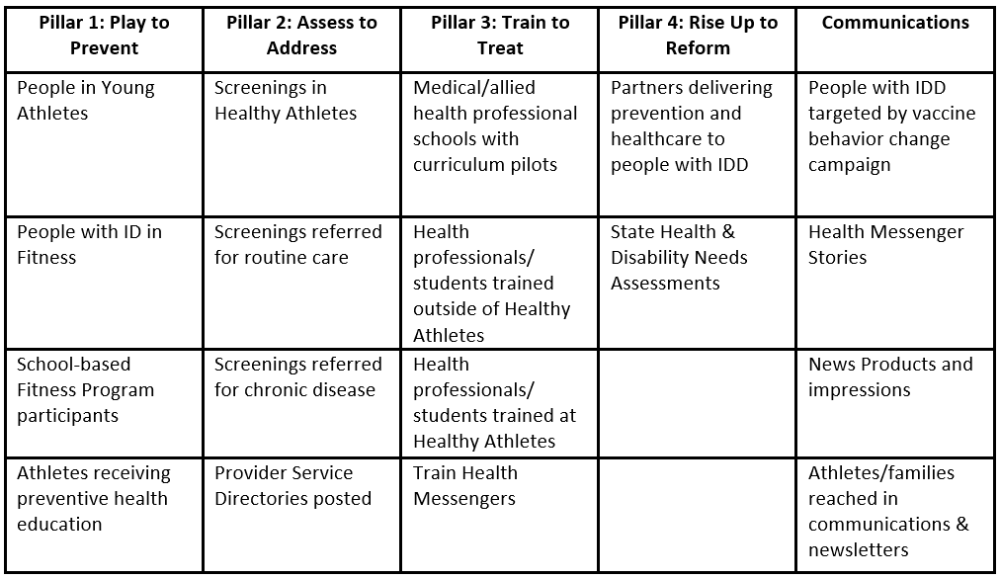 Pillar 1: Play to
Prevent
Pillar 2: Assess to
Address
Pillar 3: Train to
Treat
Pillar 4: Rise Up to
Reform
Communications
People in Young
Athletes
Screenings in
Healthy Athletes
Medical/allied
health professional
schools with
curriculum pilots
Partners delivering
prevention and
healthcare to
people with IDD
People with IDD
targeted by vaccine
behavior change
campaign
People with ID in
Fitness
Screenings referred
for routine care
Health
professionals/
students trained
outside of Healthy
Athletes
State Health &
Disability Needs
Assessments
Health Messenger
Stories
School-based
Fitness Program
participants
Screenings referred
for chronic disease
Health
professionals/
students trained at
Healthy Athletes
News Products and
impressions
Athletes receiving
preventive health
education
Provider Service
Directories posted
Train Health
Messengers
Athletes/families
reached in
communications &
newsletters